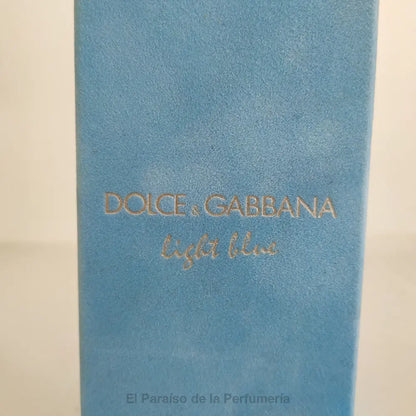 DOLCE & GABBANA
light blue
El Paraíso de la Perfumería